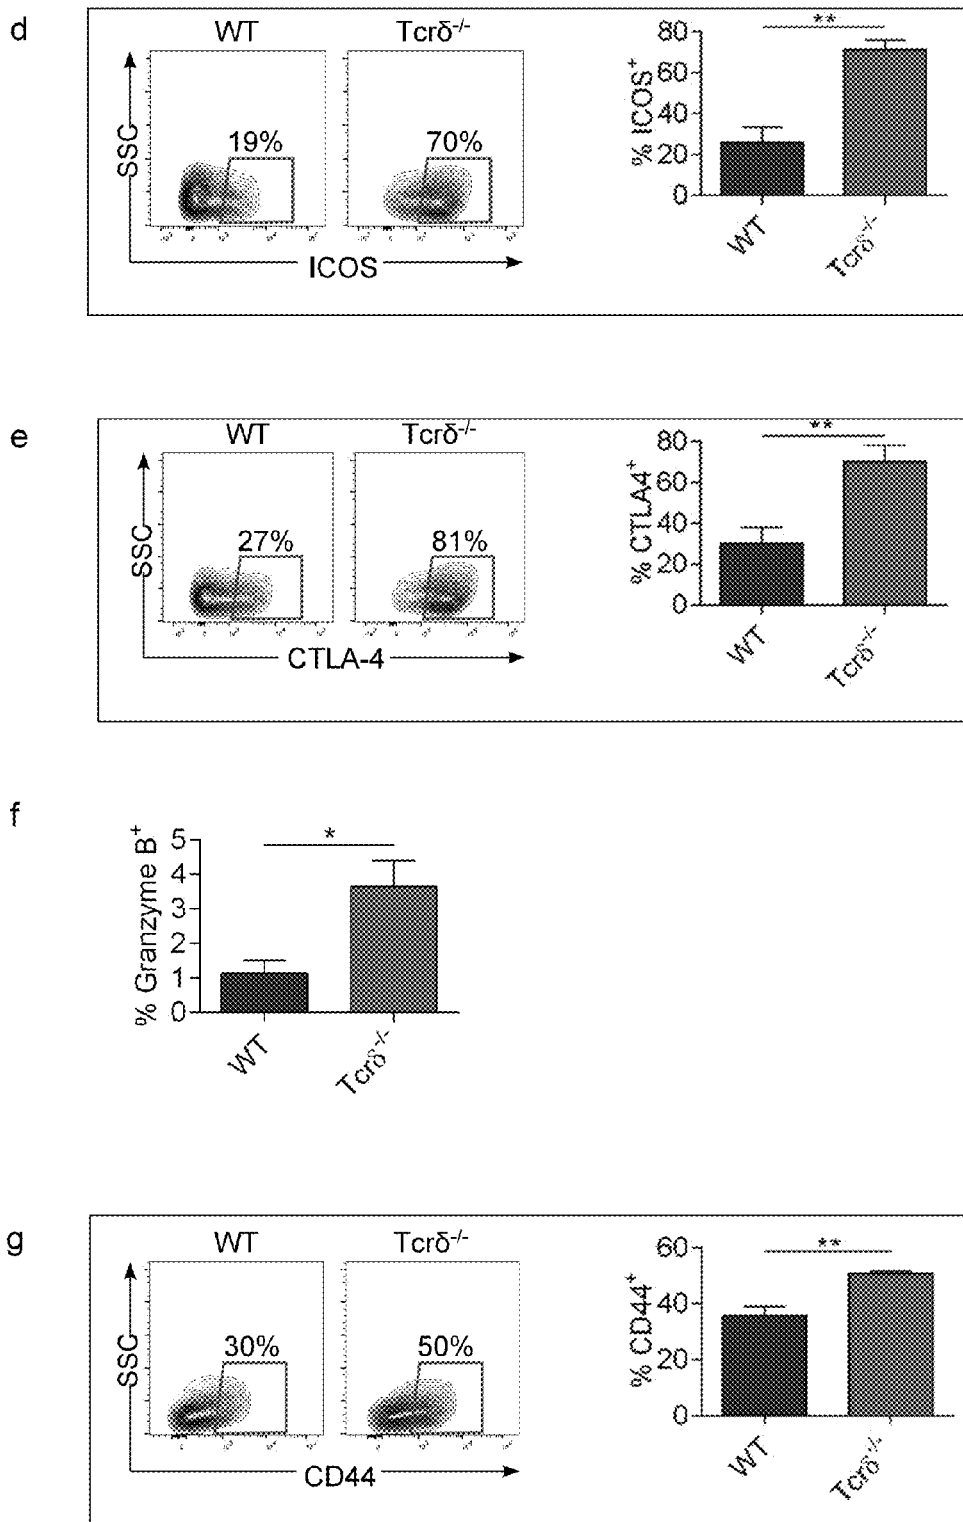 d
WT
Tcrδ-/-
SSC
19%
70%
ICOS
% ICOS+
80
60
40
20
0
**
WT
Tcrδ-/-
e
WT
Tcrδ-/-
SSC
27%
81%
CTLA-4
% CTLA4+
80
60
40
20
0
**
WT
Tcrδ-/-
f
% Granzyme B+
5
4
3
2
1
0
*
WT
Tcrδ-/-
g
WT
Tcrδ-/-
SSC
30%
50%
CD44
% CD44+
60
40
20
0
**
WT
Tcrδ-/-